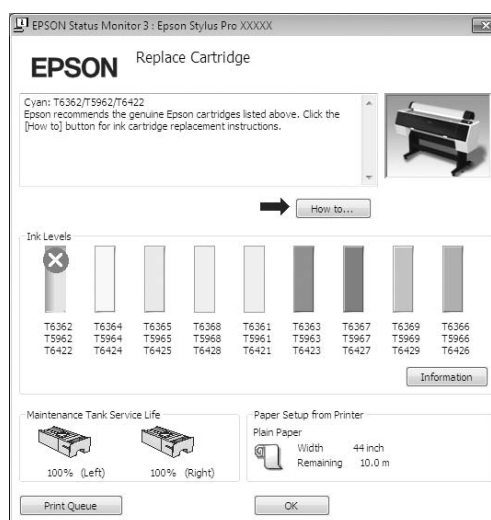 EPSON Status Monitor 3 : Epson Stylus Pro XXXXX
EPSON
Replace Cartridge
Cyan: T6362/T5962/T6422
Epson recommends the genuine Epson cartridges listed above. Click the
[How to] button for ink cartridge replacement instructions.
How to...
Ink Levels
T6362 T6364 T6365 T6368 T6361 T6363 T6367 T6369 T6366
T5962 T5964 T5965 T5968 T5961 T5963 T5967 T5969 T5966
T6422 T6424 T6425 T6428 T6421 T6423 T6427 T6429 T6426
Information
Maintenance Tank Service Life
100% (Left) 100% (Right)
Paper Setup from Printer
Plain Paper
Width 44 inch
Remaining 10.0 m
Print Queue
OK